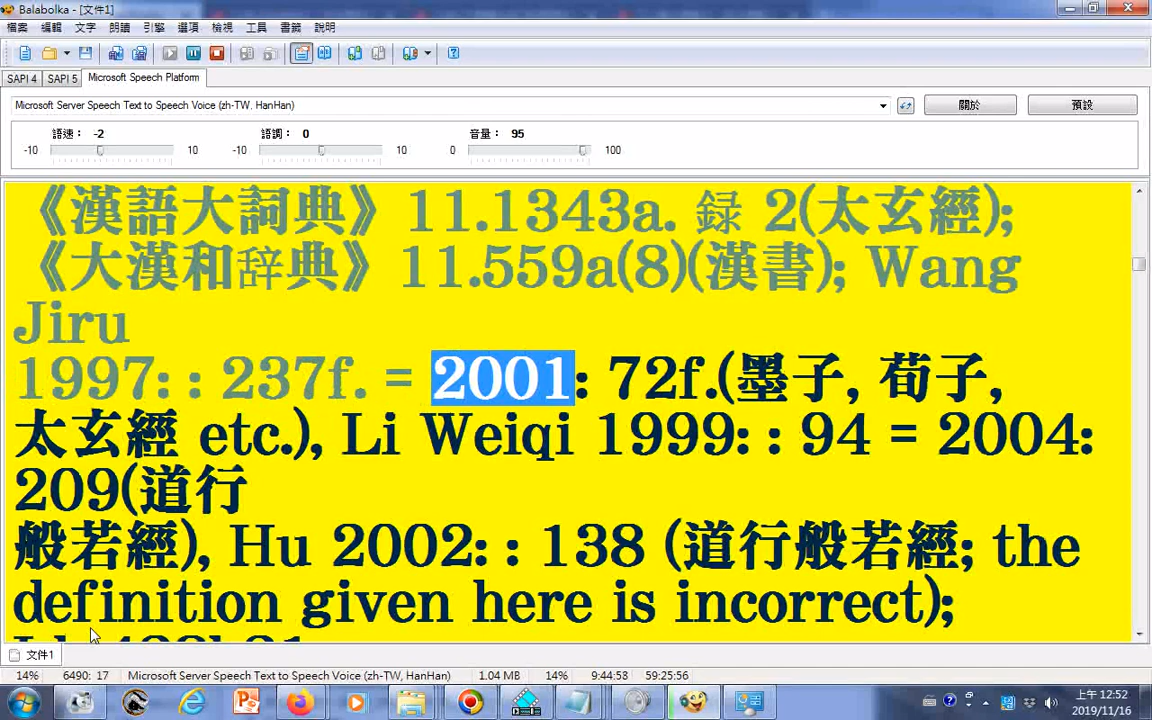 Balabolka - [文件1]
檔案 編輯 文字 朗讀 引擎 選項 檢視 工具 書籤 說明
SAPI 4 SAPI 5 Microsoft Speech Platform
Microsoft Server Speech Text to Speech Voice (zh-TW, HanHan) 關於 預設
語速： -2 語調： 0 音量： 95
-10 10 -10 10 0 100
《漢語大詞典》 11.1343a. 録 2(太玄經);
《大漢和辞典》 11.559a(8)(漢書); Wang
Jiru
1997: : 237f. = 2001: 72f.(墨子, 荀子,
太玄經 etc.), Li Weiqi 1999: : 94 = 2004:
209(道行
般若經), Hu 2002: : 138 (道行般若經; the
definition given here is incorrect);
文件1
14% 6490: 17 Microsoft Server Speech Text to Speech Voice (zh-TW, HanHan) 1.04 MB 14% 9:44:58 59:25:56
上午 12:52
2019/11/16